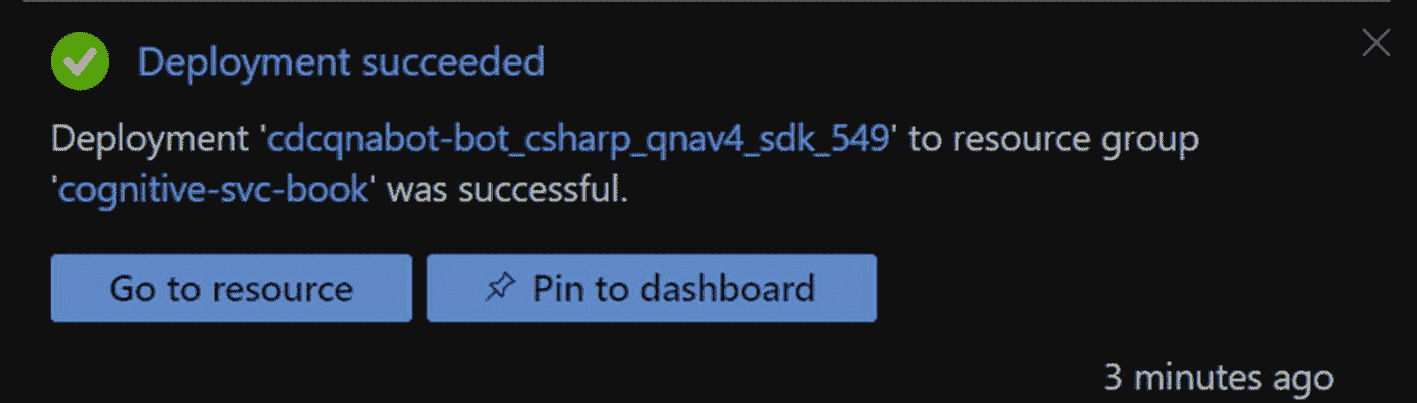 Deployment succeeded
Deployment 'cdcqnabot-bot_csharp_qnav4_sdk_549' to resource group
'cognitive-svc-book' was successful.
Go to resource
Pin to dashboard
3 minutes ago